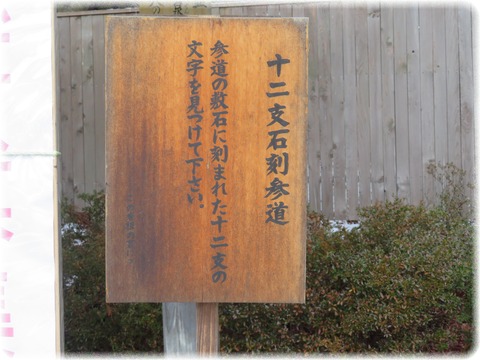 十二支石刻参道
参道の敷石に刻まれた十二支の
文字を見つけて下さい。